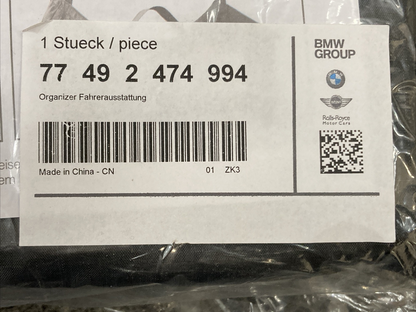 1 Stueck / piece
77 49 2 474 994
Organizer Fahrerausstattung
Made in China - CN 01 ZK3
BMW
GROUP
Rolls-Royce
Motor Cars